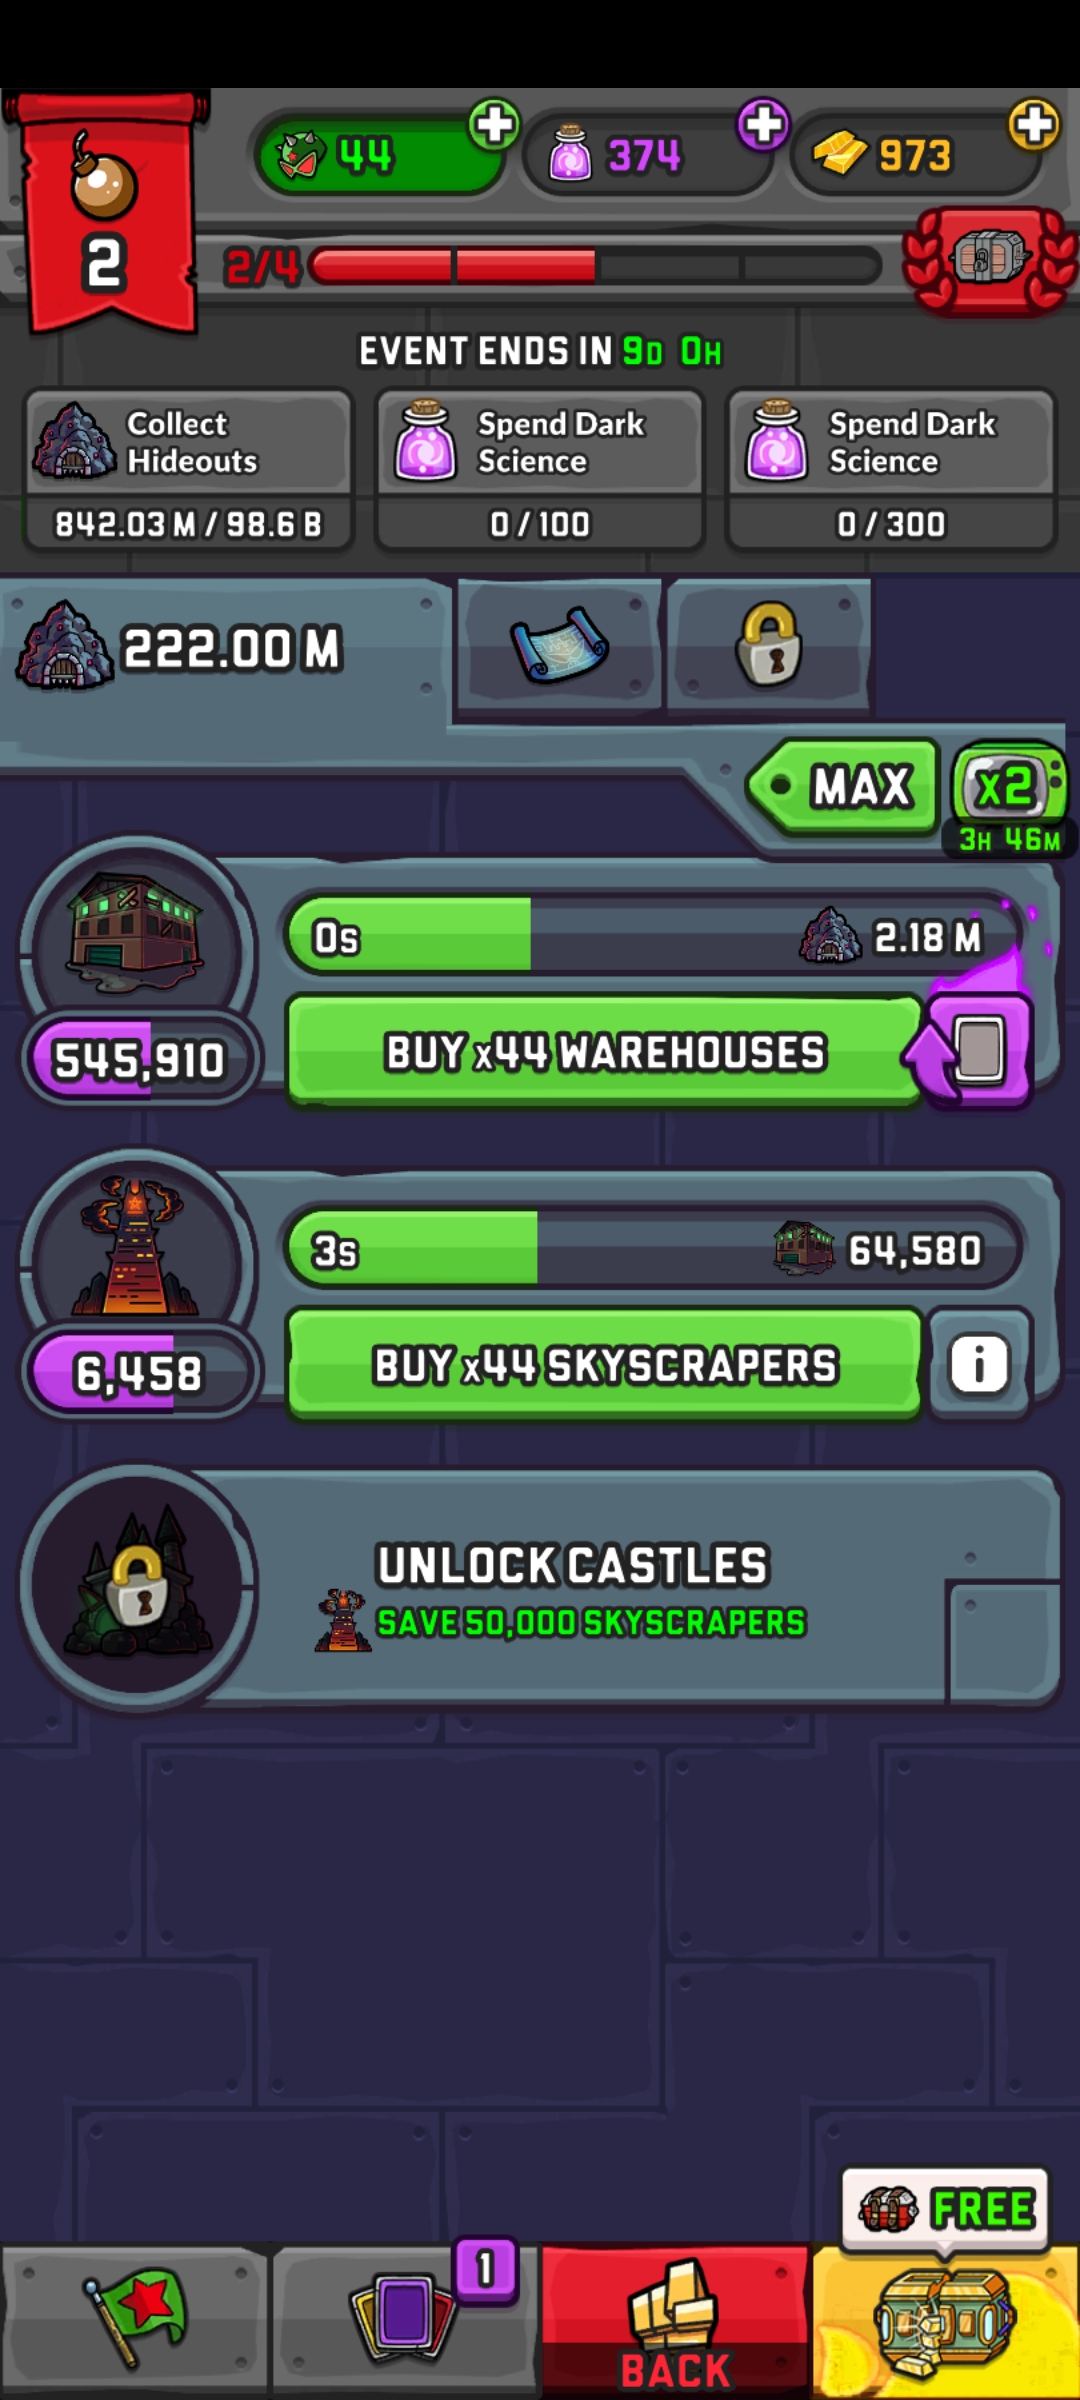 44
374
973
2
2/4
EVENT ENDS IN 9D 0H
Collect
Hideouts
842.03 M / 98.6 B
Spend Dark
Science
0 / 100
Spend Dark
Science
0 / 300
222.00 M
MAX
x2
3H 46M
0s
2.18 M
545,910
BUY x44 WAREHOUSES
3s
64,580
6,458
BUY x44 SKYSCRAPERS
i
UNLOCK CASTLES
SAVE 50,000 SKYSCRAPERS
FREE
1
BACK